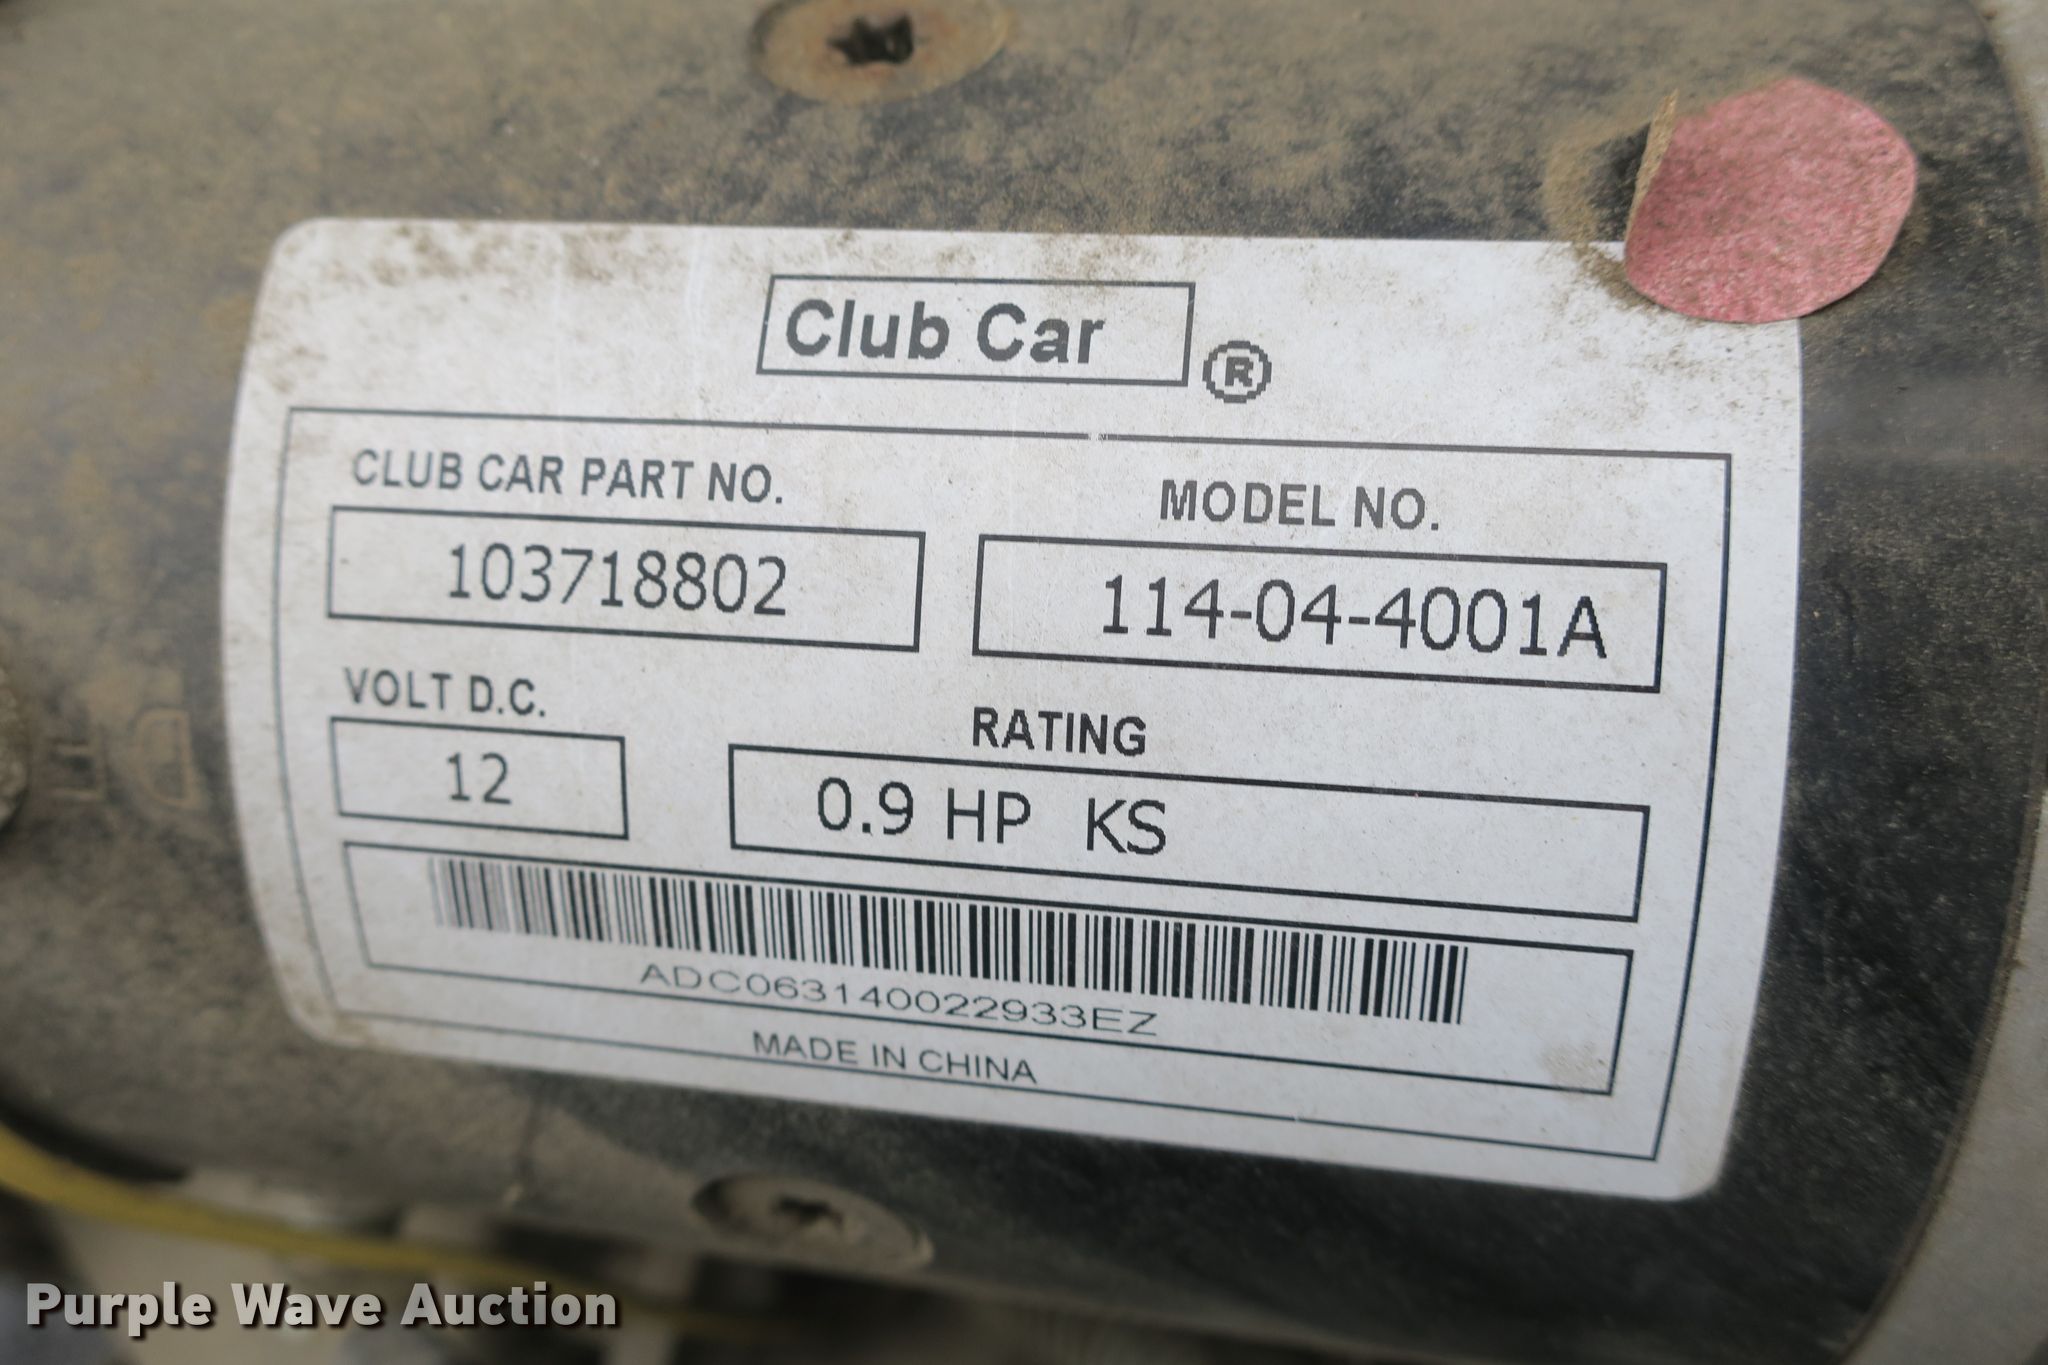 Club Car ®
CLUB CAR PART NO.
MODEL NO.
103718802
114-04-4001A
VOLT D.C.
RATING
12
0.9 HP KS
ADC063140022933EZ
MADE IN CHINA
Purple Wave Auction